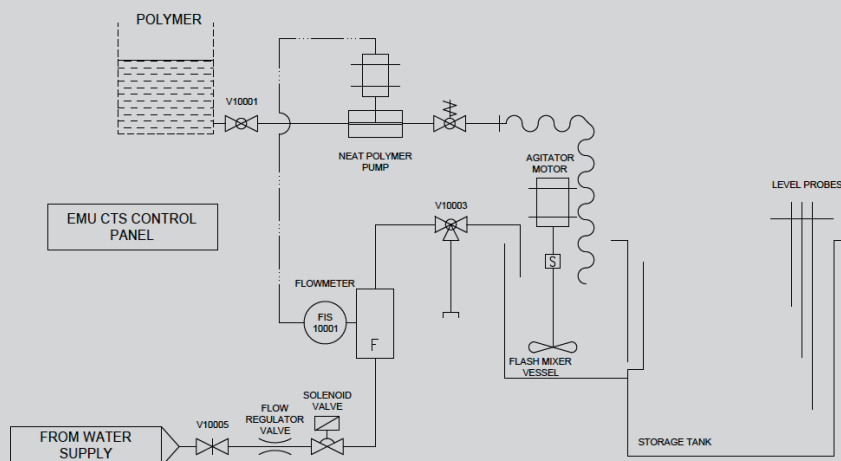 POLYMER
V10001
NEAT POLYMER
PUMP
AGITATOR
MOTOR
LEVEL PROBES
EMU CTS CONTROL
PANEL
V10003
S
FLOWMETER
FIS
10001
F
FLASH MIXER
VESSEL
SOLENOID
VALVE
FLOW
REGULATOR
VALVE
V10005
FROM WATER
SUPPLY
STORAGE TANK